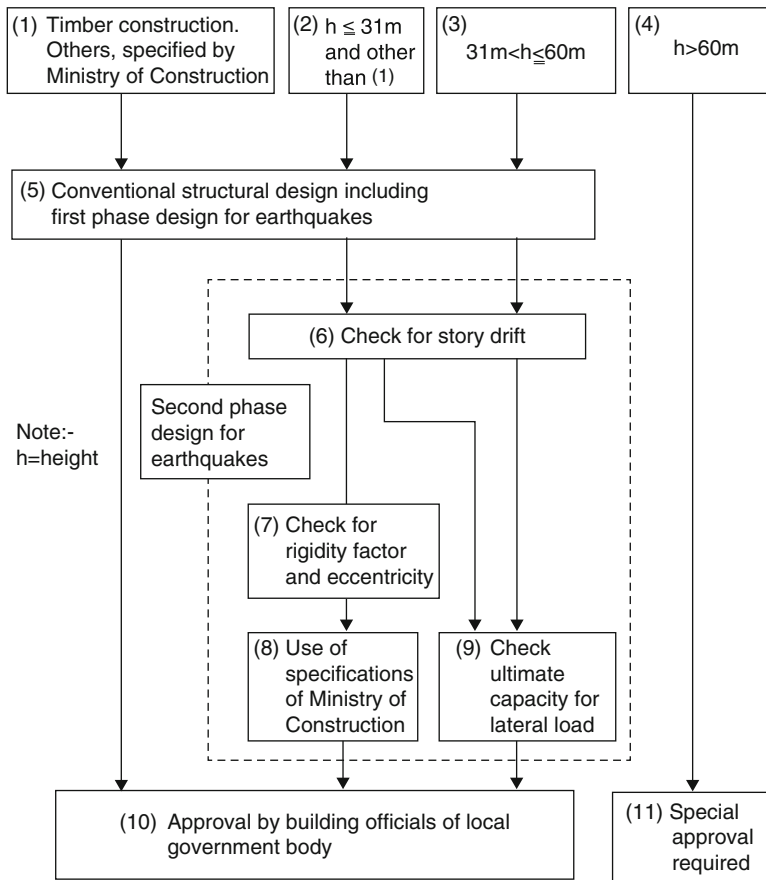 (1) Timber construction.
Others, specified by
Ministry of Construction
(2) h ≦ 31m
and other
than (1)
(3)
31m<h≦60m
(4)
h>60m
(5) Conventional structural design including
first phase design for earthquakes
(6) Check for story drift
Second phase
design for
earthquakes
Note:-
h=height
(7) Check for
rigidity factor
and eccentricity
(8) Use of
specifications
of Ministry of
Construction
(9) Check
ultimate
capacity for
lateral load
(10) Approval by building officials of local
government body
(11) Special
approval
required